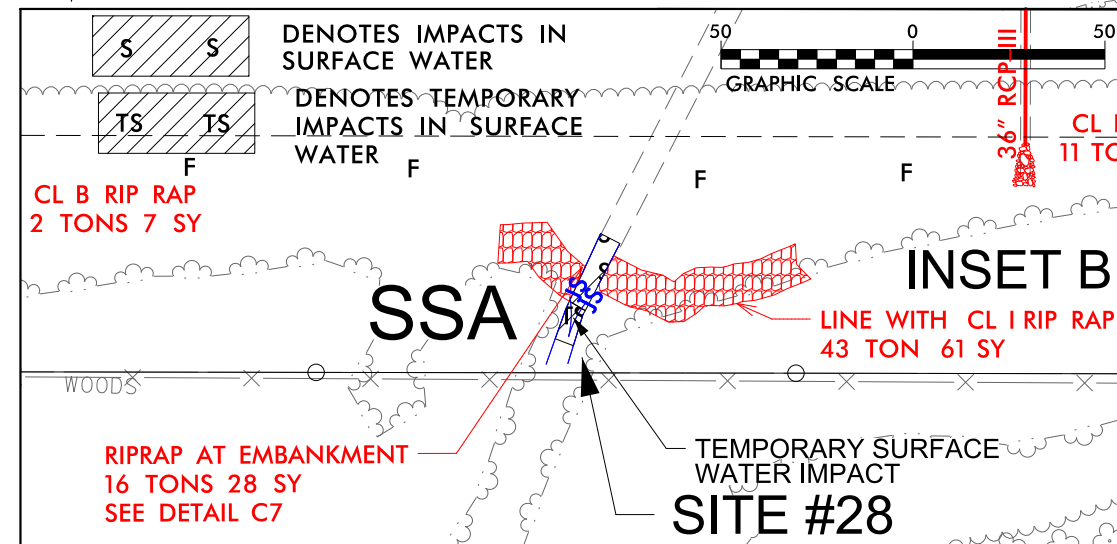 S S
DENOTES IMPACTS IN
SURFACE WATER
TS TS
DENOTES TEMPORARY
IMPACTS IN SURFACE
WATER
50 0 50
GRAPHIC SCALE
36" RCP-III
CL
11
F F F F
CL B RIP RAP
2 TONS 7 SY
SSA
JS
JS
INSET B
LINE WITH CL I RIP RAP
43 TON 61 SY
WOODS
RIPRAP AT EMBANKMENT
16 TONS 28 SY
SEE DETAIL C7
TEMPORARY SURFACE
WATER IMPACT
SITE #28